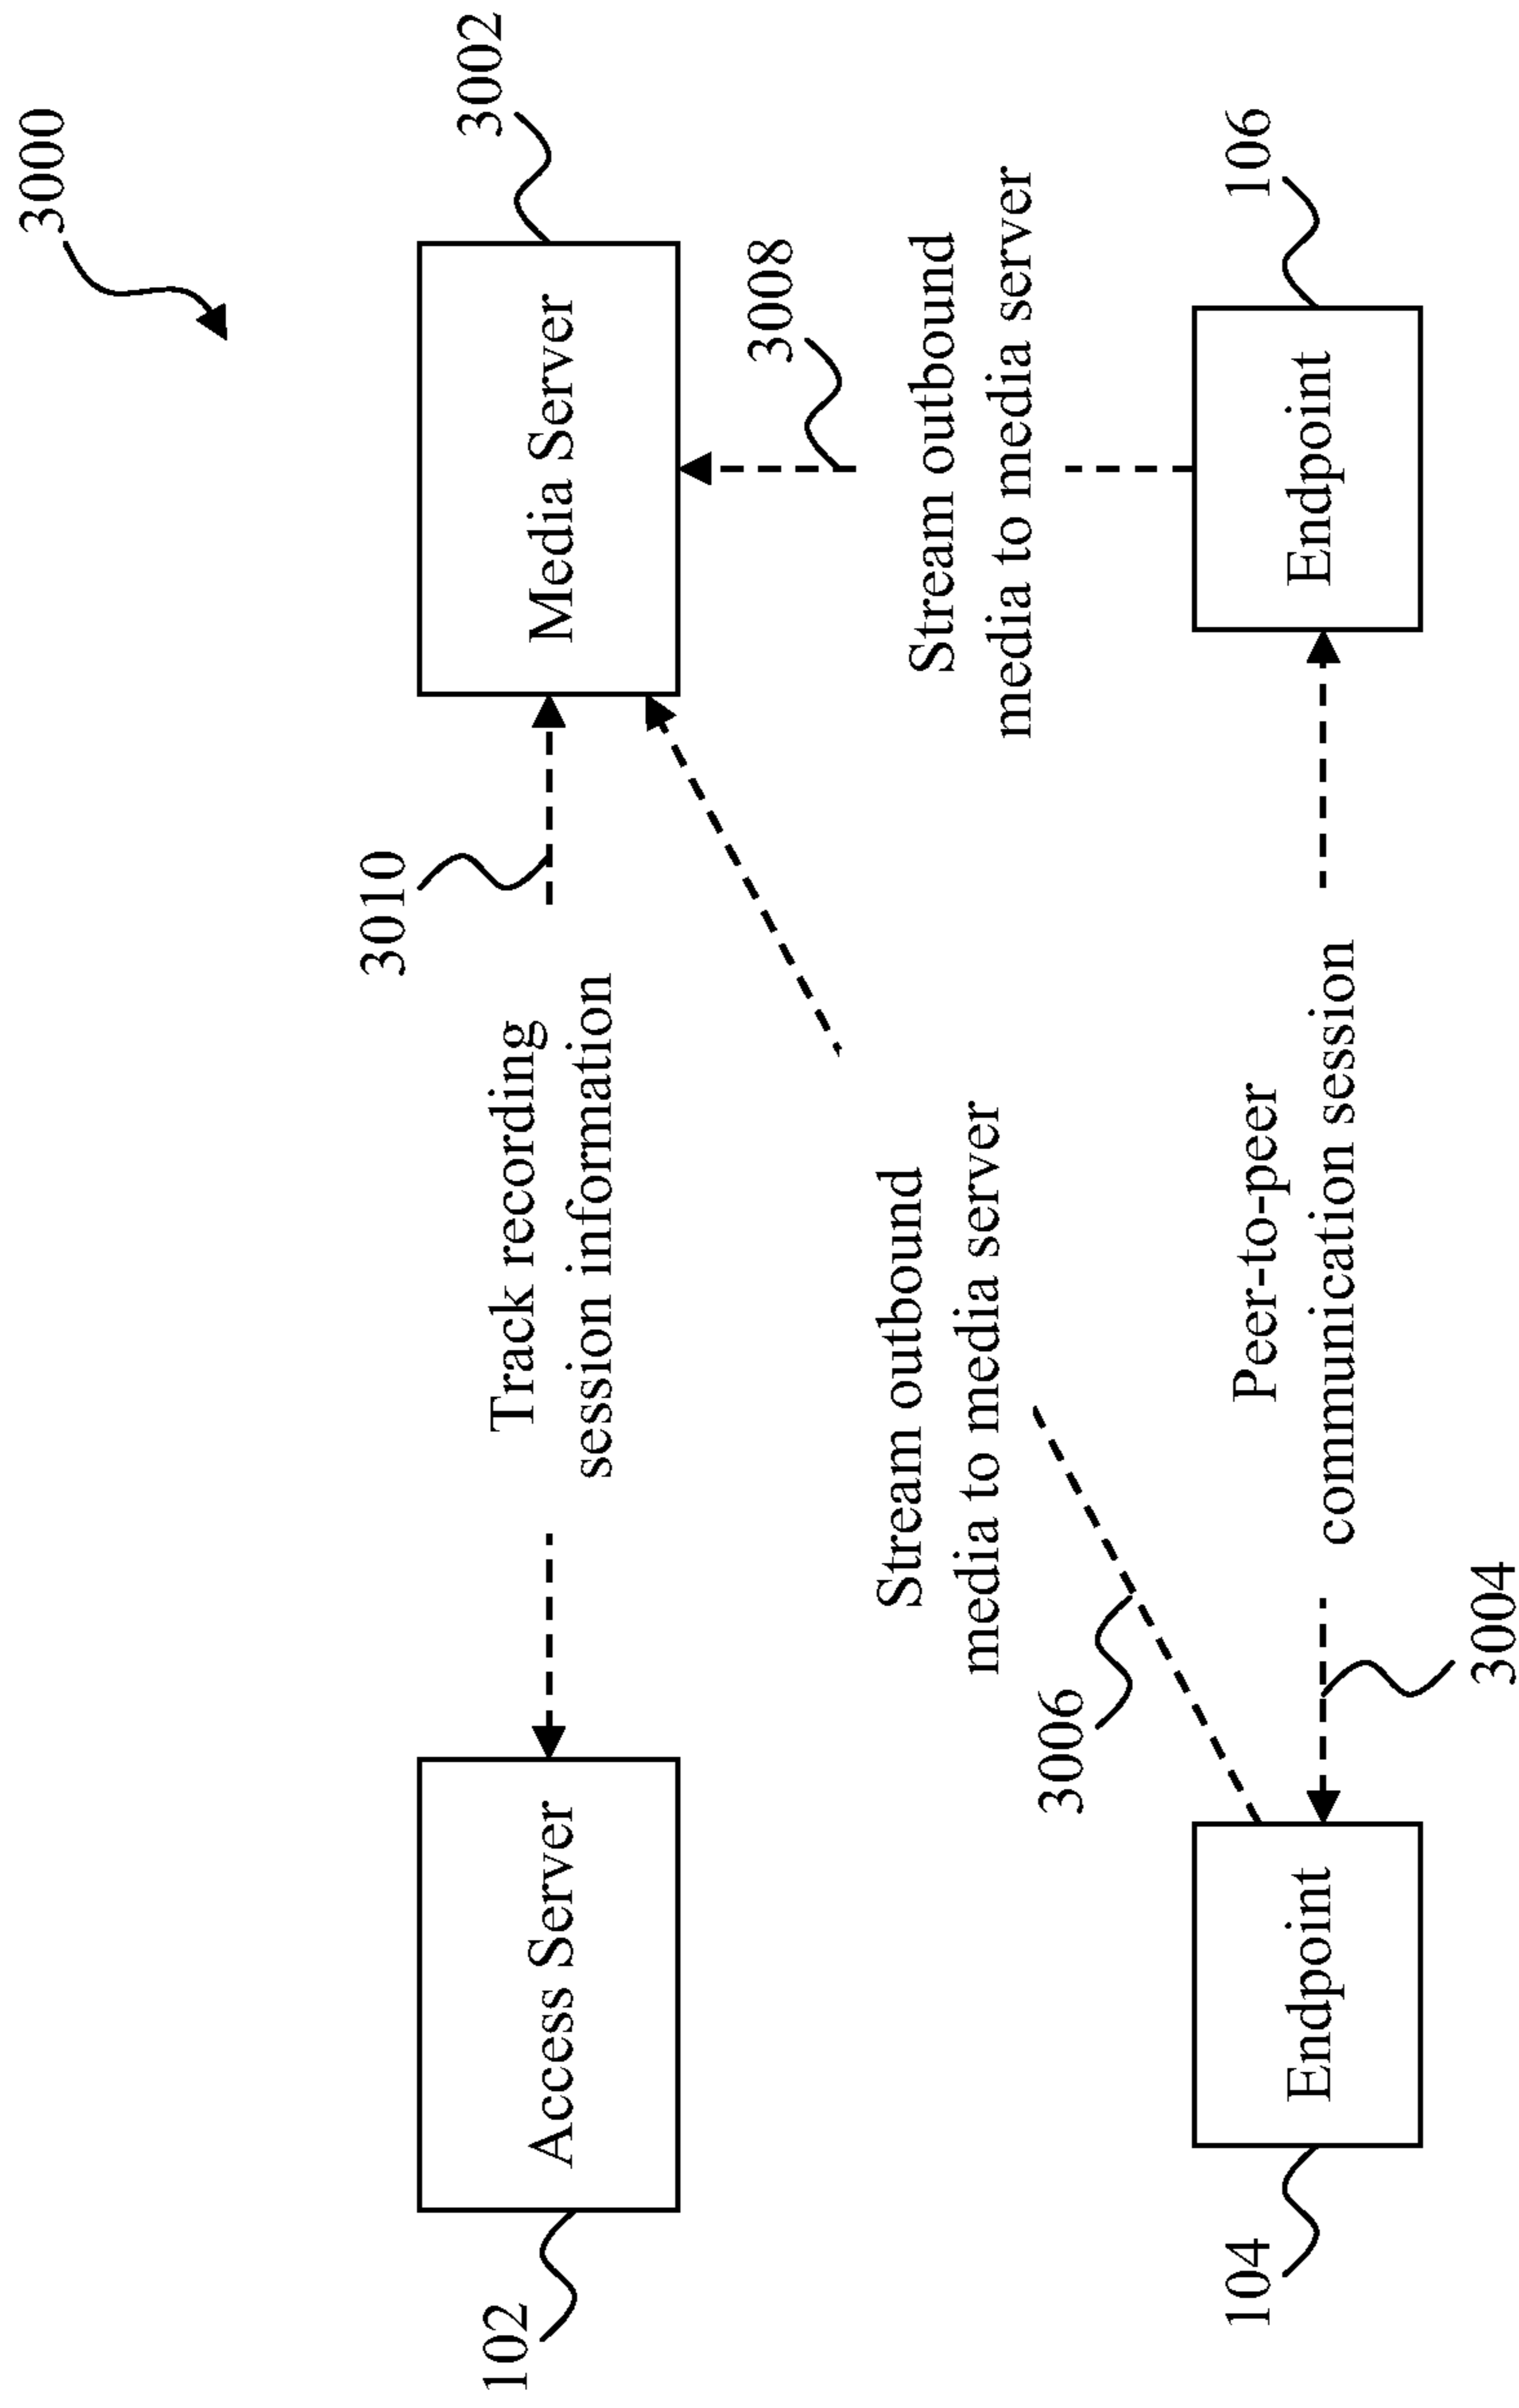 3000
102
Access Server
Track recording
session information
3010
Media Server
3002
Stream outbound
media to media server
3008
Stream outbound
media to media server
3006
104
Endpoint
Peer-to-peer
communication session
3004
Endpoint
106